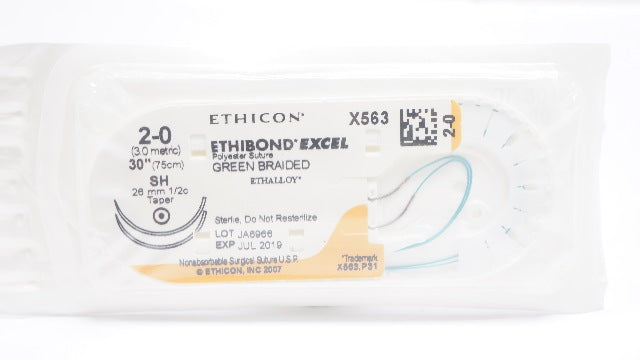 ETHICON*
X563
2-0
2-0
(3.0 metric)
30" (75cm)
SH
26 mm 1/2c
Taper
ETHIBOND* EXCEL
Polyester Suture
GREEN BRAIDED
ETHALLOY*
Sterile, Do Not Resterilize
LOT JA6966
EXP JUL 2019
Nonabsorbable Surgical Suture U.S.P.
© ETHICON, INC 2007
*Trademark
X563.P31